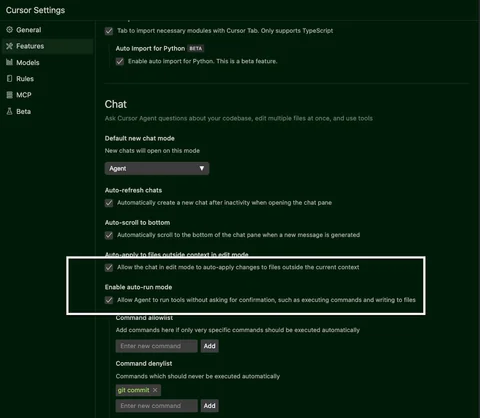 Cursor Settings
General
Features
Models
Rules
MCP
Beta
Tab to import necessary modules with Cursor Tab. Only supports TypeScript
Auto Import for Python BETA
Enable auto Import for Python. This is a beta feature.
Chat
Ask Cursor Agent questions about your codebase, edit multiple files at once, and use tools
Default new chat mode
New chats will open on this mode
Agent
Auto-refresh chats
Automatically create a new chat after inactivity when opening the chat pane
Auto-scroll to bottom
Automatically scroll to the bottom of the chat pane when a new message is generated
Auto-apply to files outside context in edit mode
Allow the chat in edit mode to auto-apply changes to files outside the current context
Enable auto-run mode
Allow Agent to run tools without asking for confirmation, such as executing commands and writing to files
Command allowlist
Add commands here if only very specific commands should be executed automatically
Enter new command Add
Command denylist
Commands which should never be executed automatically
git commit ×
Enter new command Add